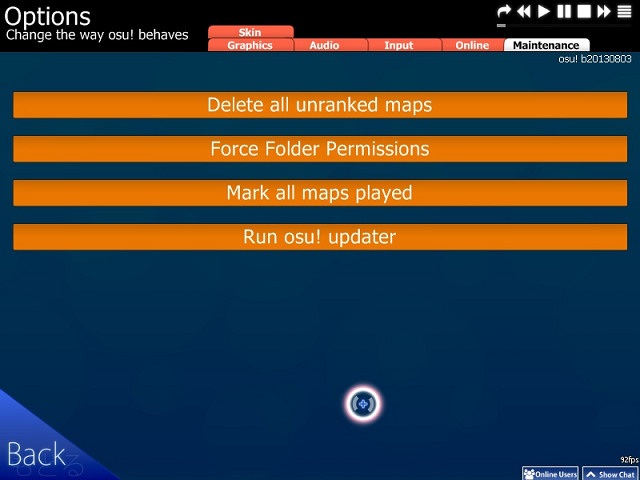 Options
Change the way osu! behaves
Skin
Graphics Audio Input Online Maintenance
osu! b20130803
Delete all unranked maps
Force Folder Permissions
Mark all maps played
Run osu! updater
Back
92fps
Online Users Show Chat